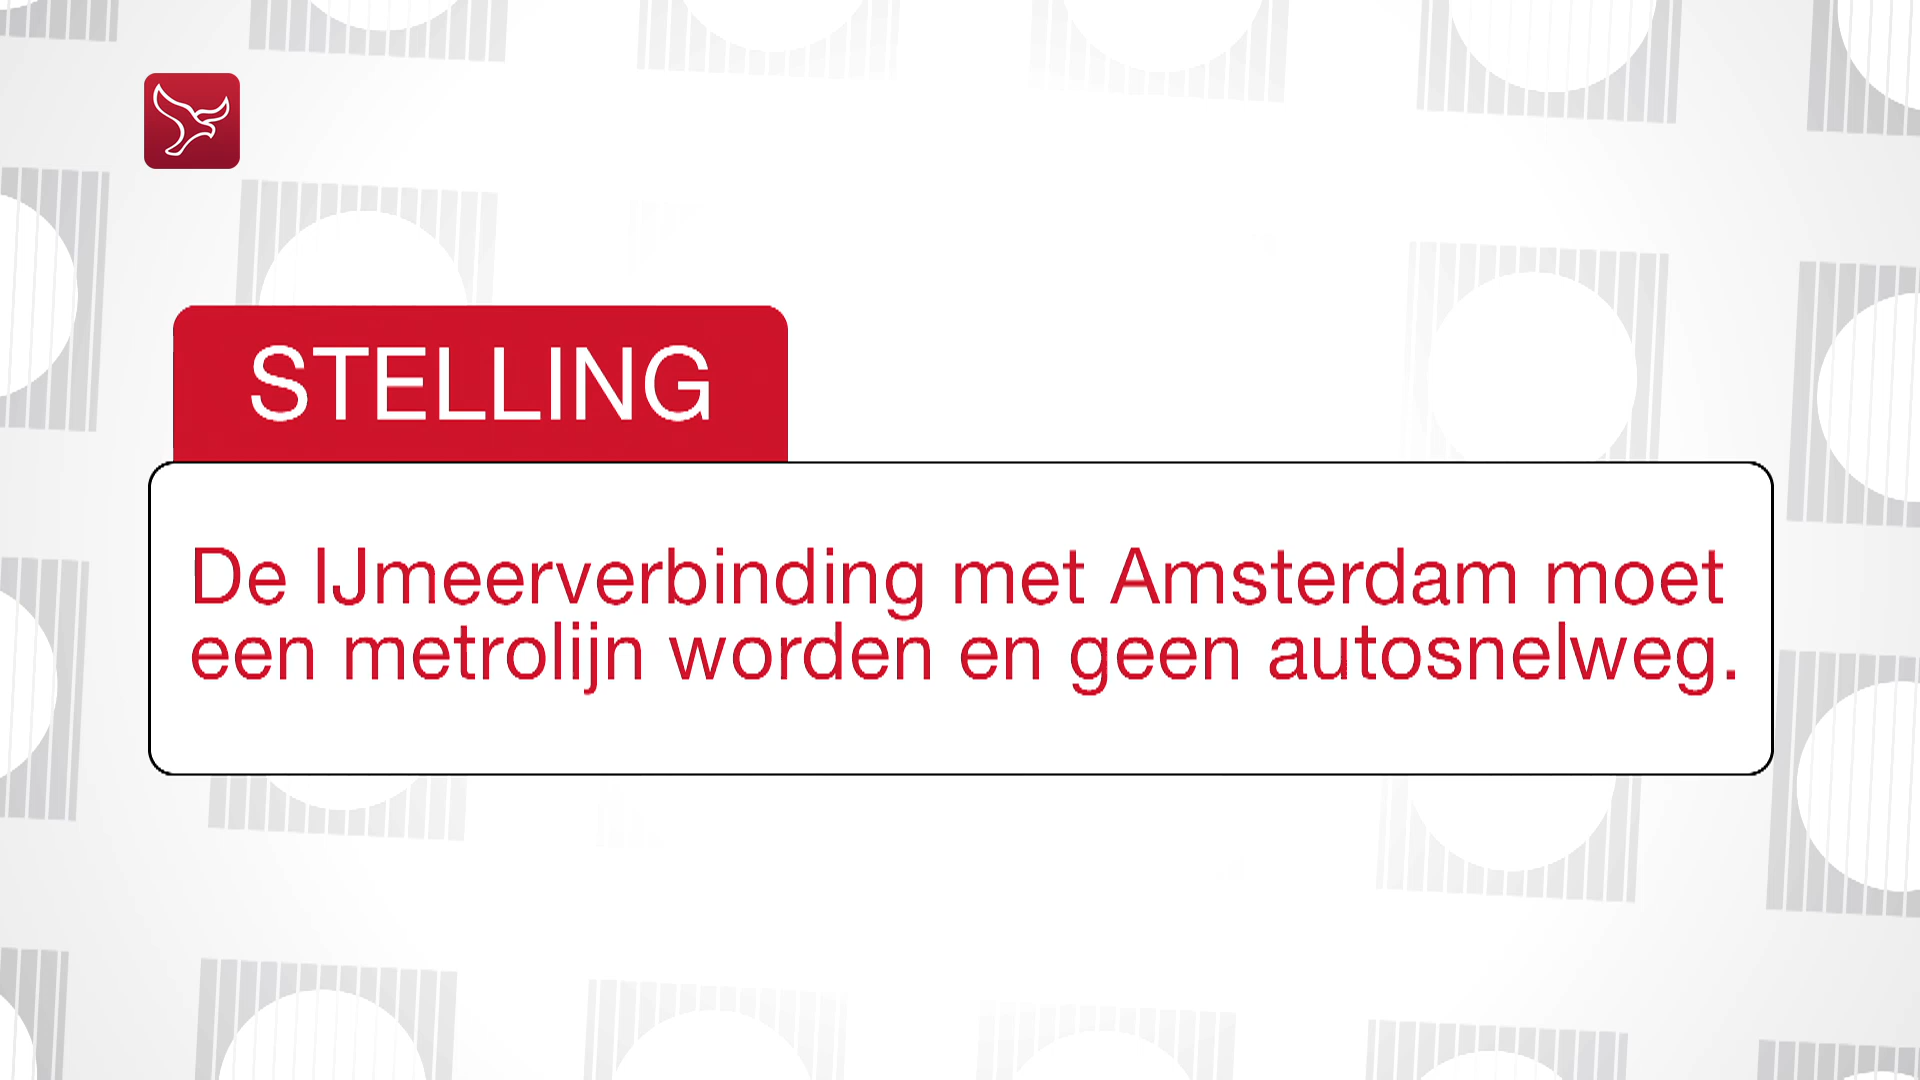 STELLING
De IJmeerverbinding met Amsterdam moet
een metrolijn worden en geen autosnelweg.